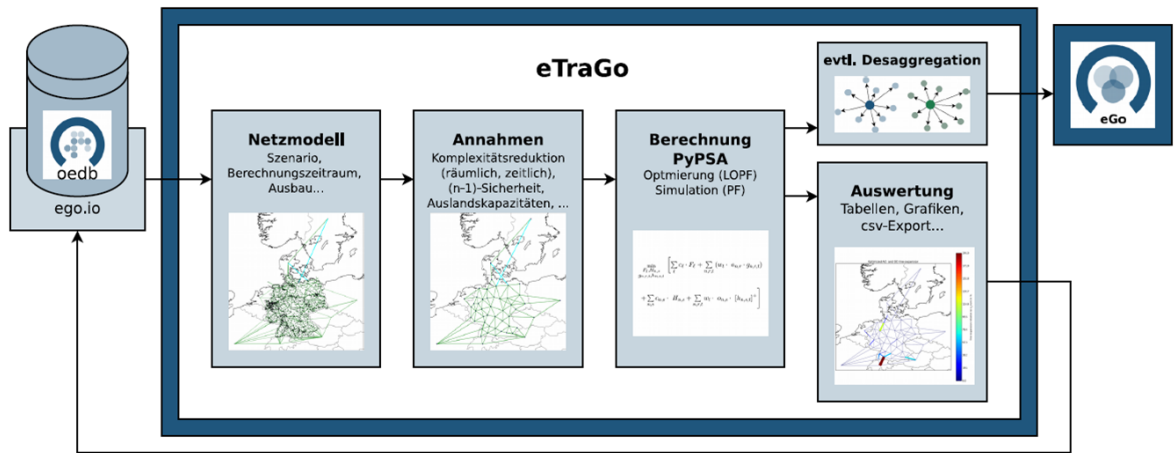 oedb
ego.io
eTraGo
Netzmodell
Szenario,
Berechnungszeitraum,
Ausbau...
Annahmen
Komplexitätsreduktion
(räumlich, zeitlich),
(n-1)-Sicherheit,
Auslandskapazitäten, ...
Berechnung
PyPSA
Optmierung (LOPF)
Simulation (PF)
evtl. Desaggregation
Auswertung
Tabellen, Grafiken,
csv-Export...
eGo